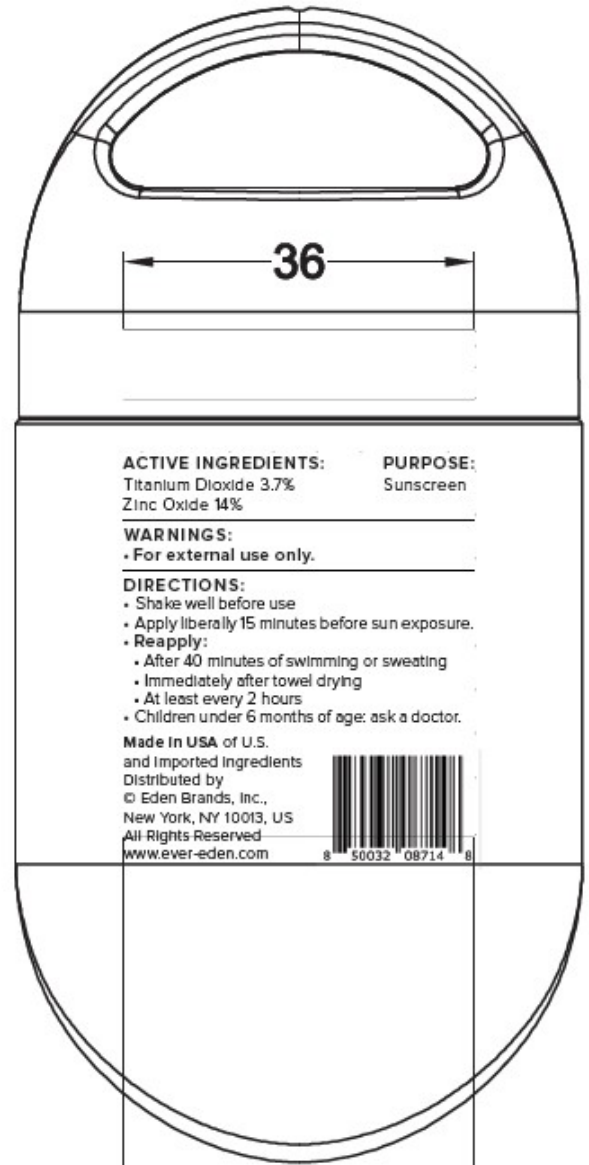 36
ACTIVE INGREDIENTS: PURPOSE:
Titanium Dioxide 3.7% Sunscreen
Zinc Oxide 14%
WARNINGS:
• For external use only.
DIRECTIONS:
• Shake well before use
• Apply liberally 15 minutes before sun exposure.
• Reapply:
• After 40 minutes of swimming or sweating
• Immediately after towel drying
• At least every 2 hours
• Children under 6 months of age: ask a doctor.
Made in USA of U.S.
and Imported Ingredients
Distributed by
© Eden Brands, Inc.,
New York, NY 10013, US
All Rights Reserved
www.ever-eden.com
8 50032 08714 8